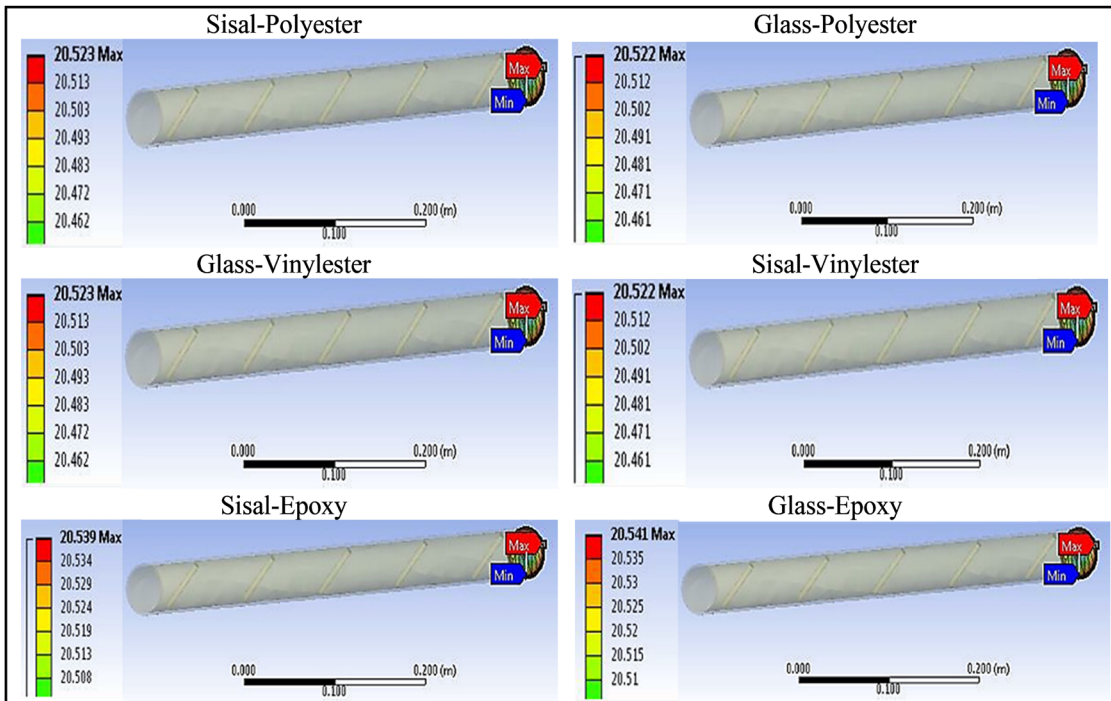 Sisal-Polyester
20.523 Max
20.513
20.503
20.493
20.483
20.472
20.462
Max
Min
0.000
0.200 (m)
0.100
Glass-Polyester
20.522 Max
20.512
20.502
20.491
20.481
20.471
20.461
Max
Min
0.000
0.200 (m)
0.100
Glass-Vinylester
20.523 Max
20.513
20.503
20.493
20.483
20.472
20.462
Max
Min
0.000
0.200 (m)
0.100
Sisal-Vinylester
20.522 Max
20.512
20.502
20.491
20.481
20.471
20.461
Max
Min
0.000
0.200 (m)
0.100
Sisal-Epoxy
20.539 Max
20.534
20.529
20.524
20.519
20.513
20.508
Max
Min
0.000
0.200 (m)
0.100
Glass-Epoxy
20.541 Max
20.535
20.53
20.525
20.52
20.515
20.51
Max
Min
0.000
0.200 (m)
0.100